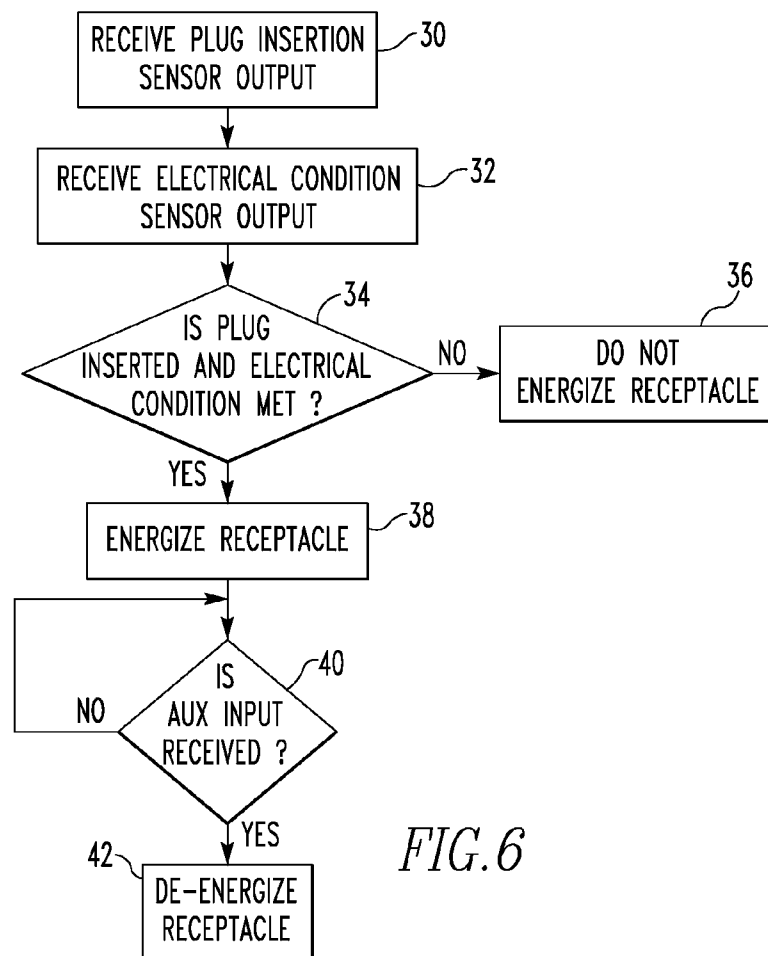 RECEIVE PLUG INSERTION
SENSOR OUTPUT
30
RECEIVE ELECTRICAL CONDITION
SENSOR OUTPUT
32
34
IS PLUG
INSERTED AND ELECTRICAL
CONDITION MET ?
NO
36
DO NOT
ENERGIZE RECEPTACLE
YES
ENERGIZE RECEPTACLE
38
40
IS
AUX INPUT
RECEIVED ?
NO
YES
42
DE-ENERGIZE
RECEPTACLE
FIG.6